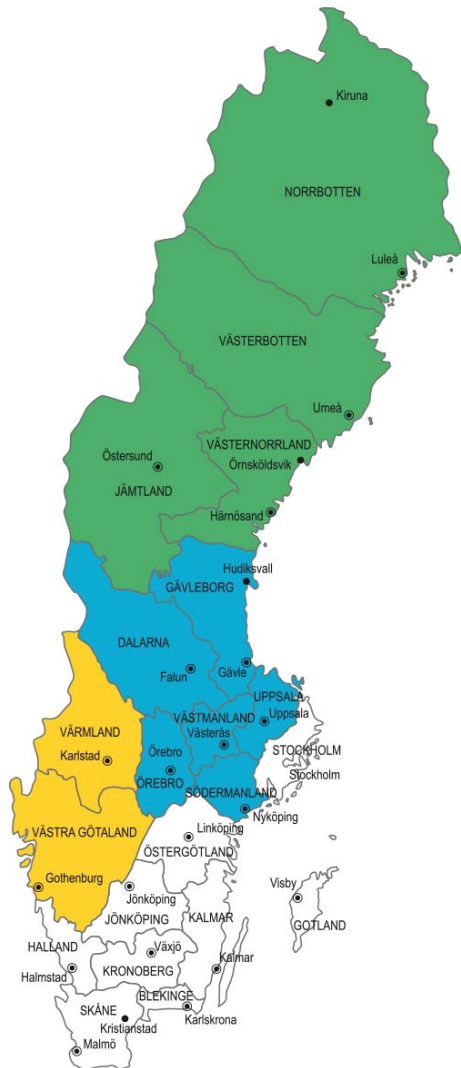 Kiruna
NORRBOTTEN
Luleå
VÄSTERBOTTEN
Umeå
VÄSTERNORRLAND
Östersund
Örnsköldsvik
JÄMTLAND
Härnösand
Hudiksvall
GÄVLEBORG
DALARNA
Falun
Gävle
UPPSALA
VÄSTMANLAND
Uppsala
VÄRMLAND
Västerås
Örebro
STOCKHOLM
Karlstad
Stockholm
ÖREBRO
SÖDERMANLAND
Nyköping
VÄSTRA GÖTALAND
Linköping
ÖSTERGÖTLAND
Gothenburg
Jönköping
Visby
JÖNKÖPING
KALMAR
GOTLAND
HALLAND
Växjö
Halmstad
KRONOBERG
Kalmar
BLEKINGE
SKÅNE
Karlskrona
Kristianstad
Malmö